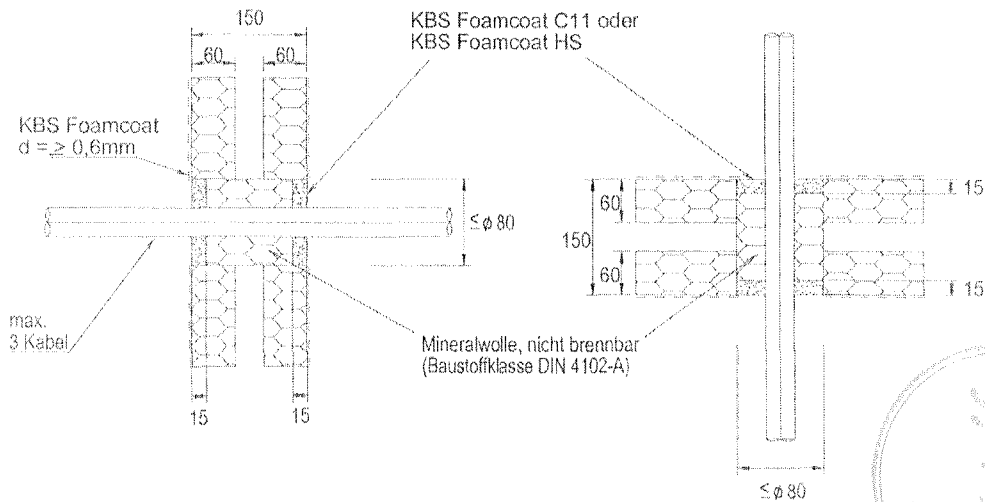 150
60
60
KBS Foamcoat C11 oder
KBS Foamcoat HS
KBS Foamcoat
d = ≥ 0,6mm
≤ϕ 80
max.
3 Kabel
15
15
Mineralwolle, nicht brennbar
(Baustoffklasse DIN 4102-A)
150
60
60
15
15
≤ϕ 80